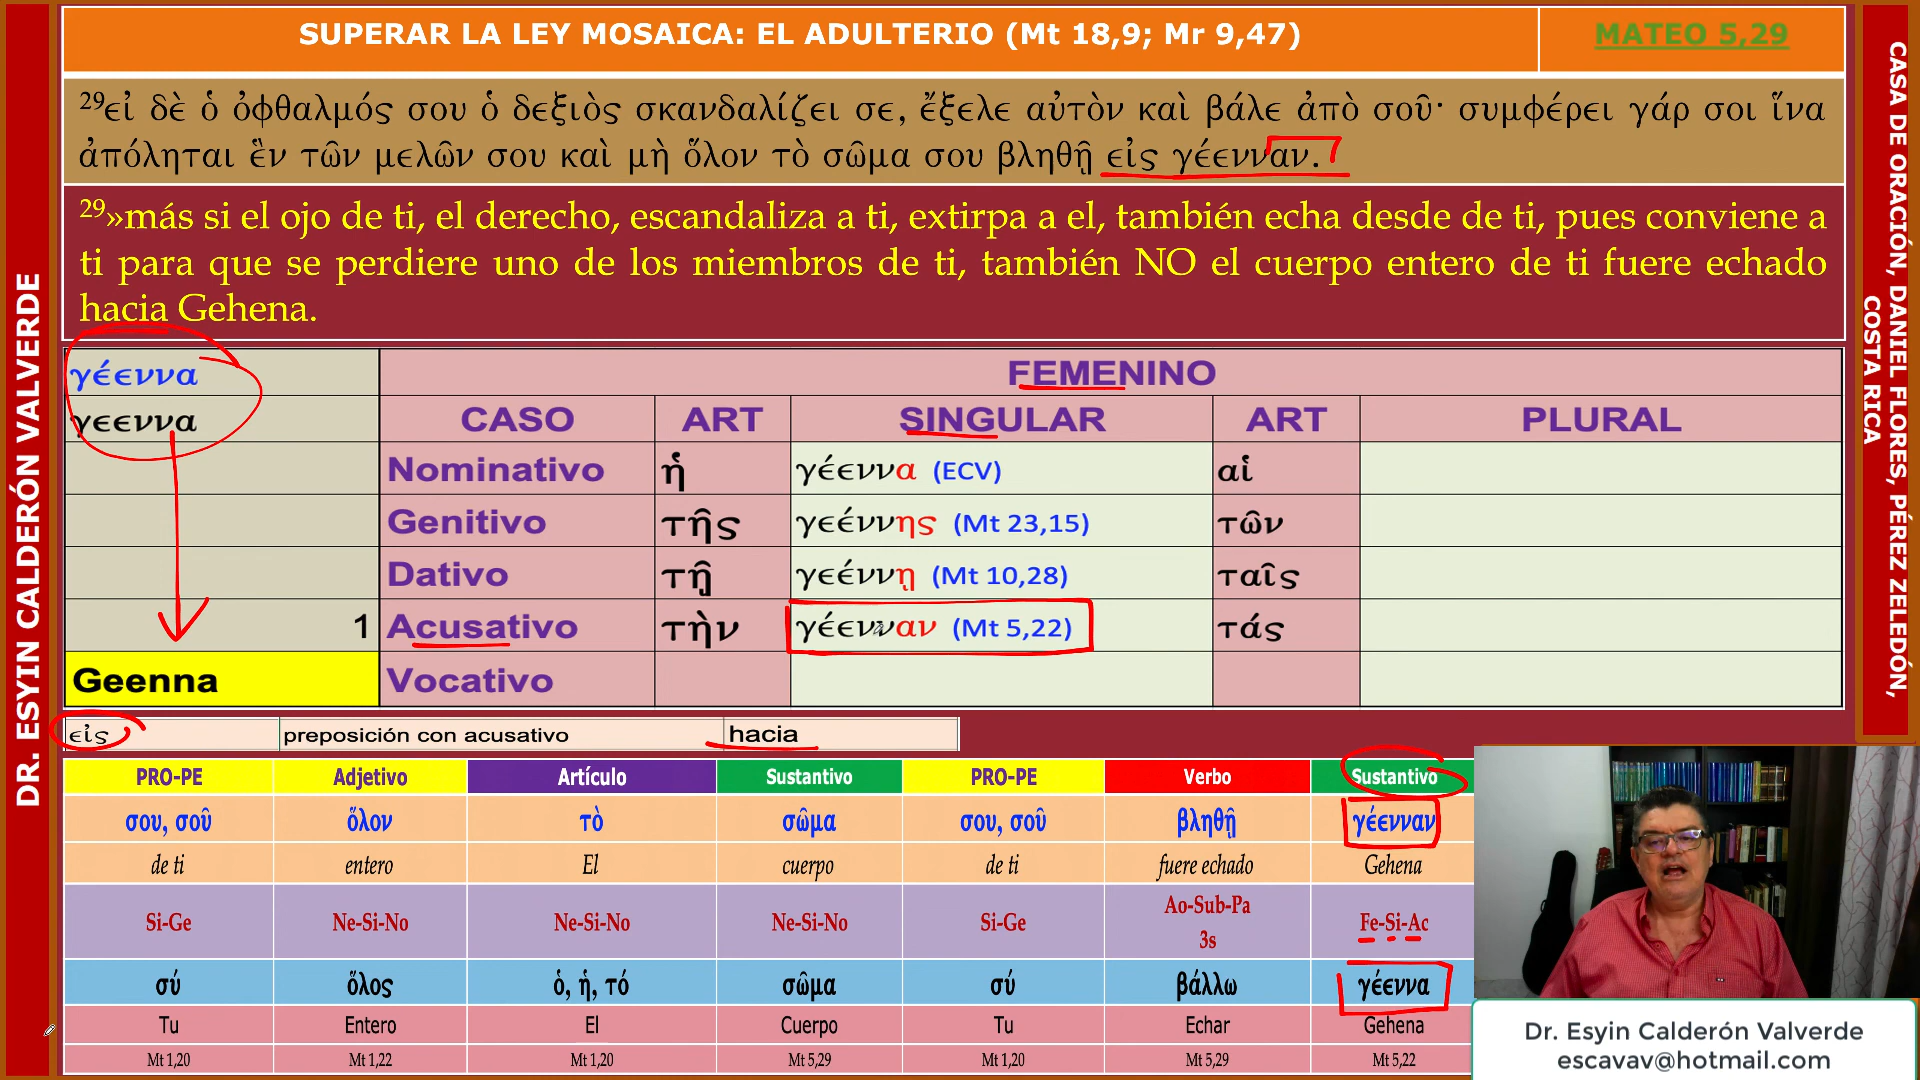 SUPERAR LA LEY MOSAICA: EL ADULTERIO (Mt 18,9; Mr 9,47)
MATEO 5,29
²⁹εἰ δὲ ὁ ὀφθαλμός σου ὁ δεξιὸς σκανδαλίζει σε, ἔξελε αὐτὸν καὶ βάλε ἀπὸ σοῦ· συμφέρει γάρ σοι ἵνα
ἀπόληται ἓν τῶν μελῶν σου καὶ μὴ ὅλον τὸ σῶμα σου βληθῇ εἰς γέενναν.
²⁹»más si el ojo de ti, el derecho, escandaliza a ti, extirpa a el, también echa desde de ti, pues conviene a
ti para que se perdiere uno de los miembros de ti, también NO el cuerpo entero de ti fuere echado
hacia Gehena.
γέεννα FEMENINO
γεεννα CASO ART SINGULAR ART PLURAL
Nominativo ἡ γέεννα (ECV) αἱ
Genitivo τῆς γεέννης (Mt 23,15) τῶν
Dativo τῇ γεέννῃ (Mt 10,28) ταῖς
1 Acusativo τὴν γέενναν (Mt 5,22) τάς
Geenna Vocativo
εἰς preposición con acusativo hacia
PRO-PE Adjetivo Artículo Sustantivo PRO-PE Verbo Sustantivo
σου, σοῦ ὅλον τὸ σῶμα σου, σοῦ βληθῇ γέενναν
de ti entero El cuerpo de ti fuere echado Gehena
Si-Ge Ne-Si-No Ne-Si-No Ne-Si-No Si-Ge Ao-Sub-Pa 3s Fe-Si-Ac
σύ ὅλος ὁ, ἡ, τό σῶμα σύ βάλλω γέεννα
Tu Entero El Cuerpo Tu Echar Gehena
Mt 1,20 Mt 1,22 Mt 1,20 Mt 5,29 Mt 1,20 Mt 5,29 Mt 5,22
DR. ESYIN CALDERÓN VALVERDE
CASA DE ORACIÓN, DANIEL FLORES, PÉREZ ZELEDÓN,
COSTA RICA
Dr. Esyin Calderón Valverde
escavav@hotmail.com